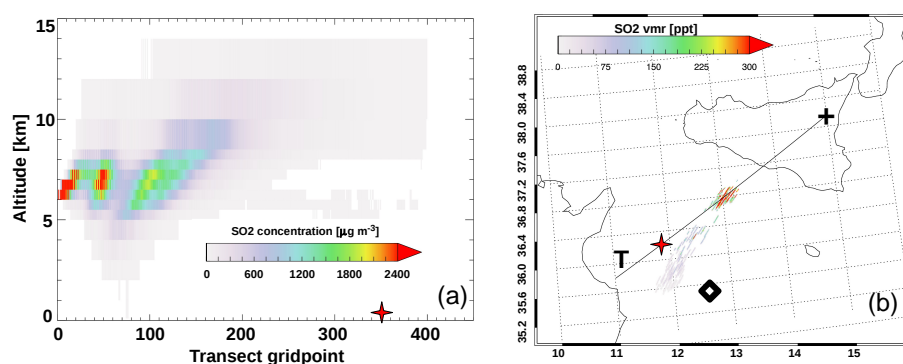 15
10
5
0
Altitude [km]
SO2 concentration [µg m-3]
0 600 1200 1800 2400
(a)
0 100 200 300 400
Transect gridpoint
SO2 vmr [ppt]
0 75 150 225 300
(b)
38.8
38.4
38.0
37.6
37.2
36.8
36.4
36.0
35.6
35.2
T
10 11 12 13 14 15